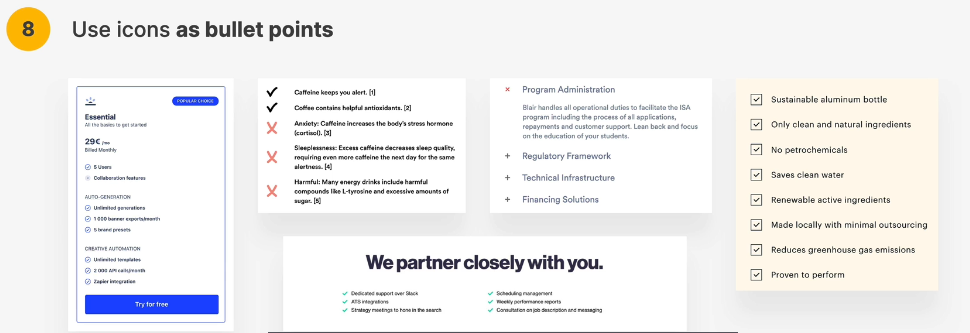 8
Use icons as bullet points
POPULAR CHOICE
Essential
All the basics to get started
29€ /mo
Billed Monthly
5 Users
Collaboration features
AUTO-GENERATION
Unlimited generations
1 000 banner exports/month
5 brand presets
CREATIVE AUTOMATION
Unlimited templates
2 000 API calls/month
Zapier integration
Try for free
Caffeine keeps you alert. [1]
Coffee contains helpful antioxidants. [2]
Anxiety: Caffeine increases the body's stress hormone
(cortisol). [3]
Sleeplessness: Excess caffeine decreases sleep quality,
requiring even more caffeine the next day for the same
alertness. [4]
Harmful: Many energy drinks include harmful
compounds like L-tyrosine and excessive amounts of
sugar. [5]
Program Administration
Blair handles all operational duties to facilitate the ISA
program including the process of all applications,
repayments and customer support. Lean back and focus
on the education of your students.
Regulatory Framework
Technical Infrastructure
Financing Solutions
We partner closely with you.
Dedicated support over Slack
ATS integrations
Strategy meetings to hone in the search
Scheduling management
Weekly performance reports
Consultation on job description and messaging
Sustainable aluminum bottle
Only clean and natural ingredients
No petrochemicals
Saves clean water
Renewable active ingredients
Made locally with minimal outsourcing
Reduces greenhouse gas emissions
Proven to perform